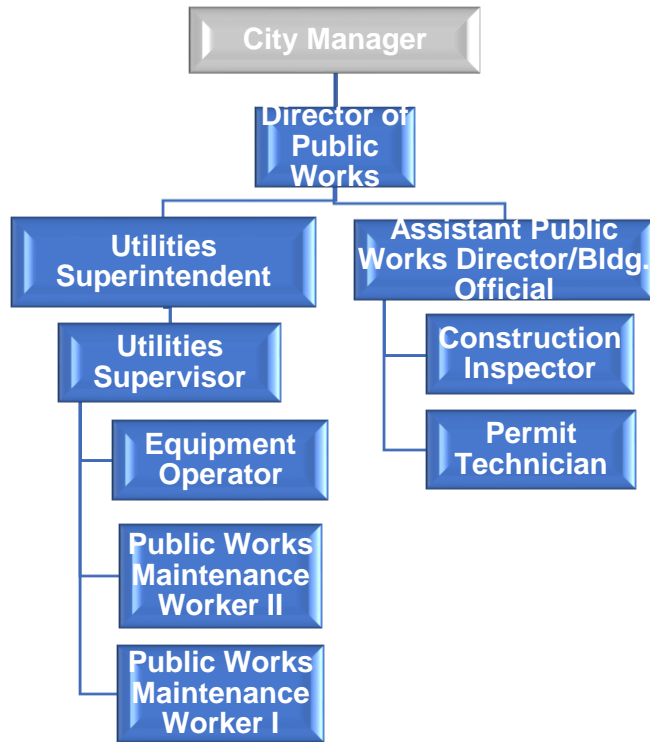 City Manager
Director of
Public
Works
Utilities
Superintendent
Assistant Public
Works Director/Bldg.
Official
Utilities
Supervisor
Construction
Inspector
Equipment
Operator
Permit
Technician
Public Works
Maintenance
Worker II
Public Works
Maintenance
Worker I